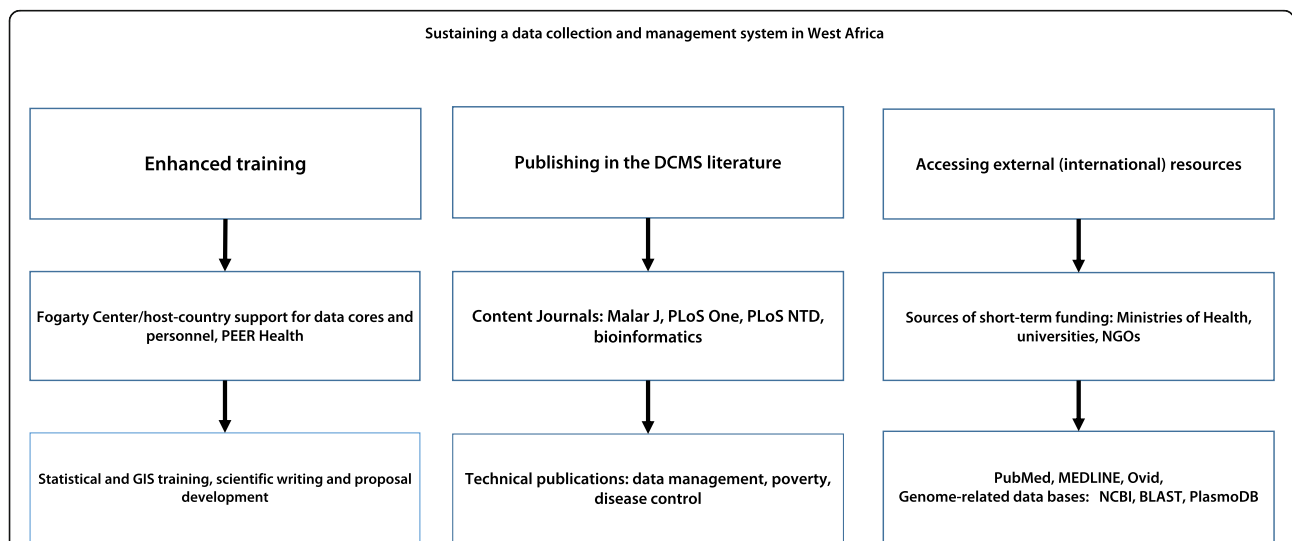 Sustaining a data collection and management system in West Africa
Enhanced training
Publishing in the DCMS literature
Accessing external (international) resources
Fogarty Center/host-country support for data cores and
personnel, PEER Health
Content Journals: Malar J, PLoS One, PLoS NTD,
bioinformatics
Sources of short-term funding: Ministries of Health,
universities, NGOs
Statistical and GIS training, scientific writing and proposal
development
Technical publications: data management, poverty,
disease control
PubMed, MEDLINE, Ovid,
Genome-related data bases: NCBI, BLAST, PlasmoDB